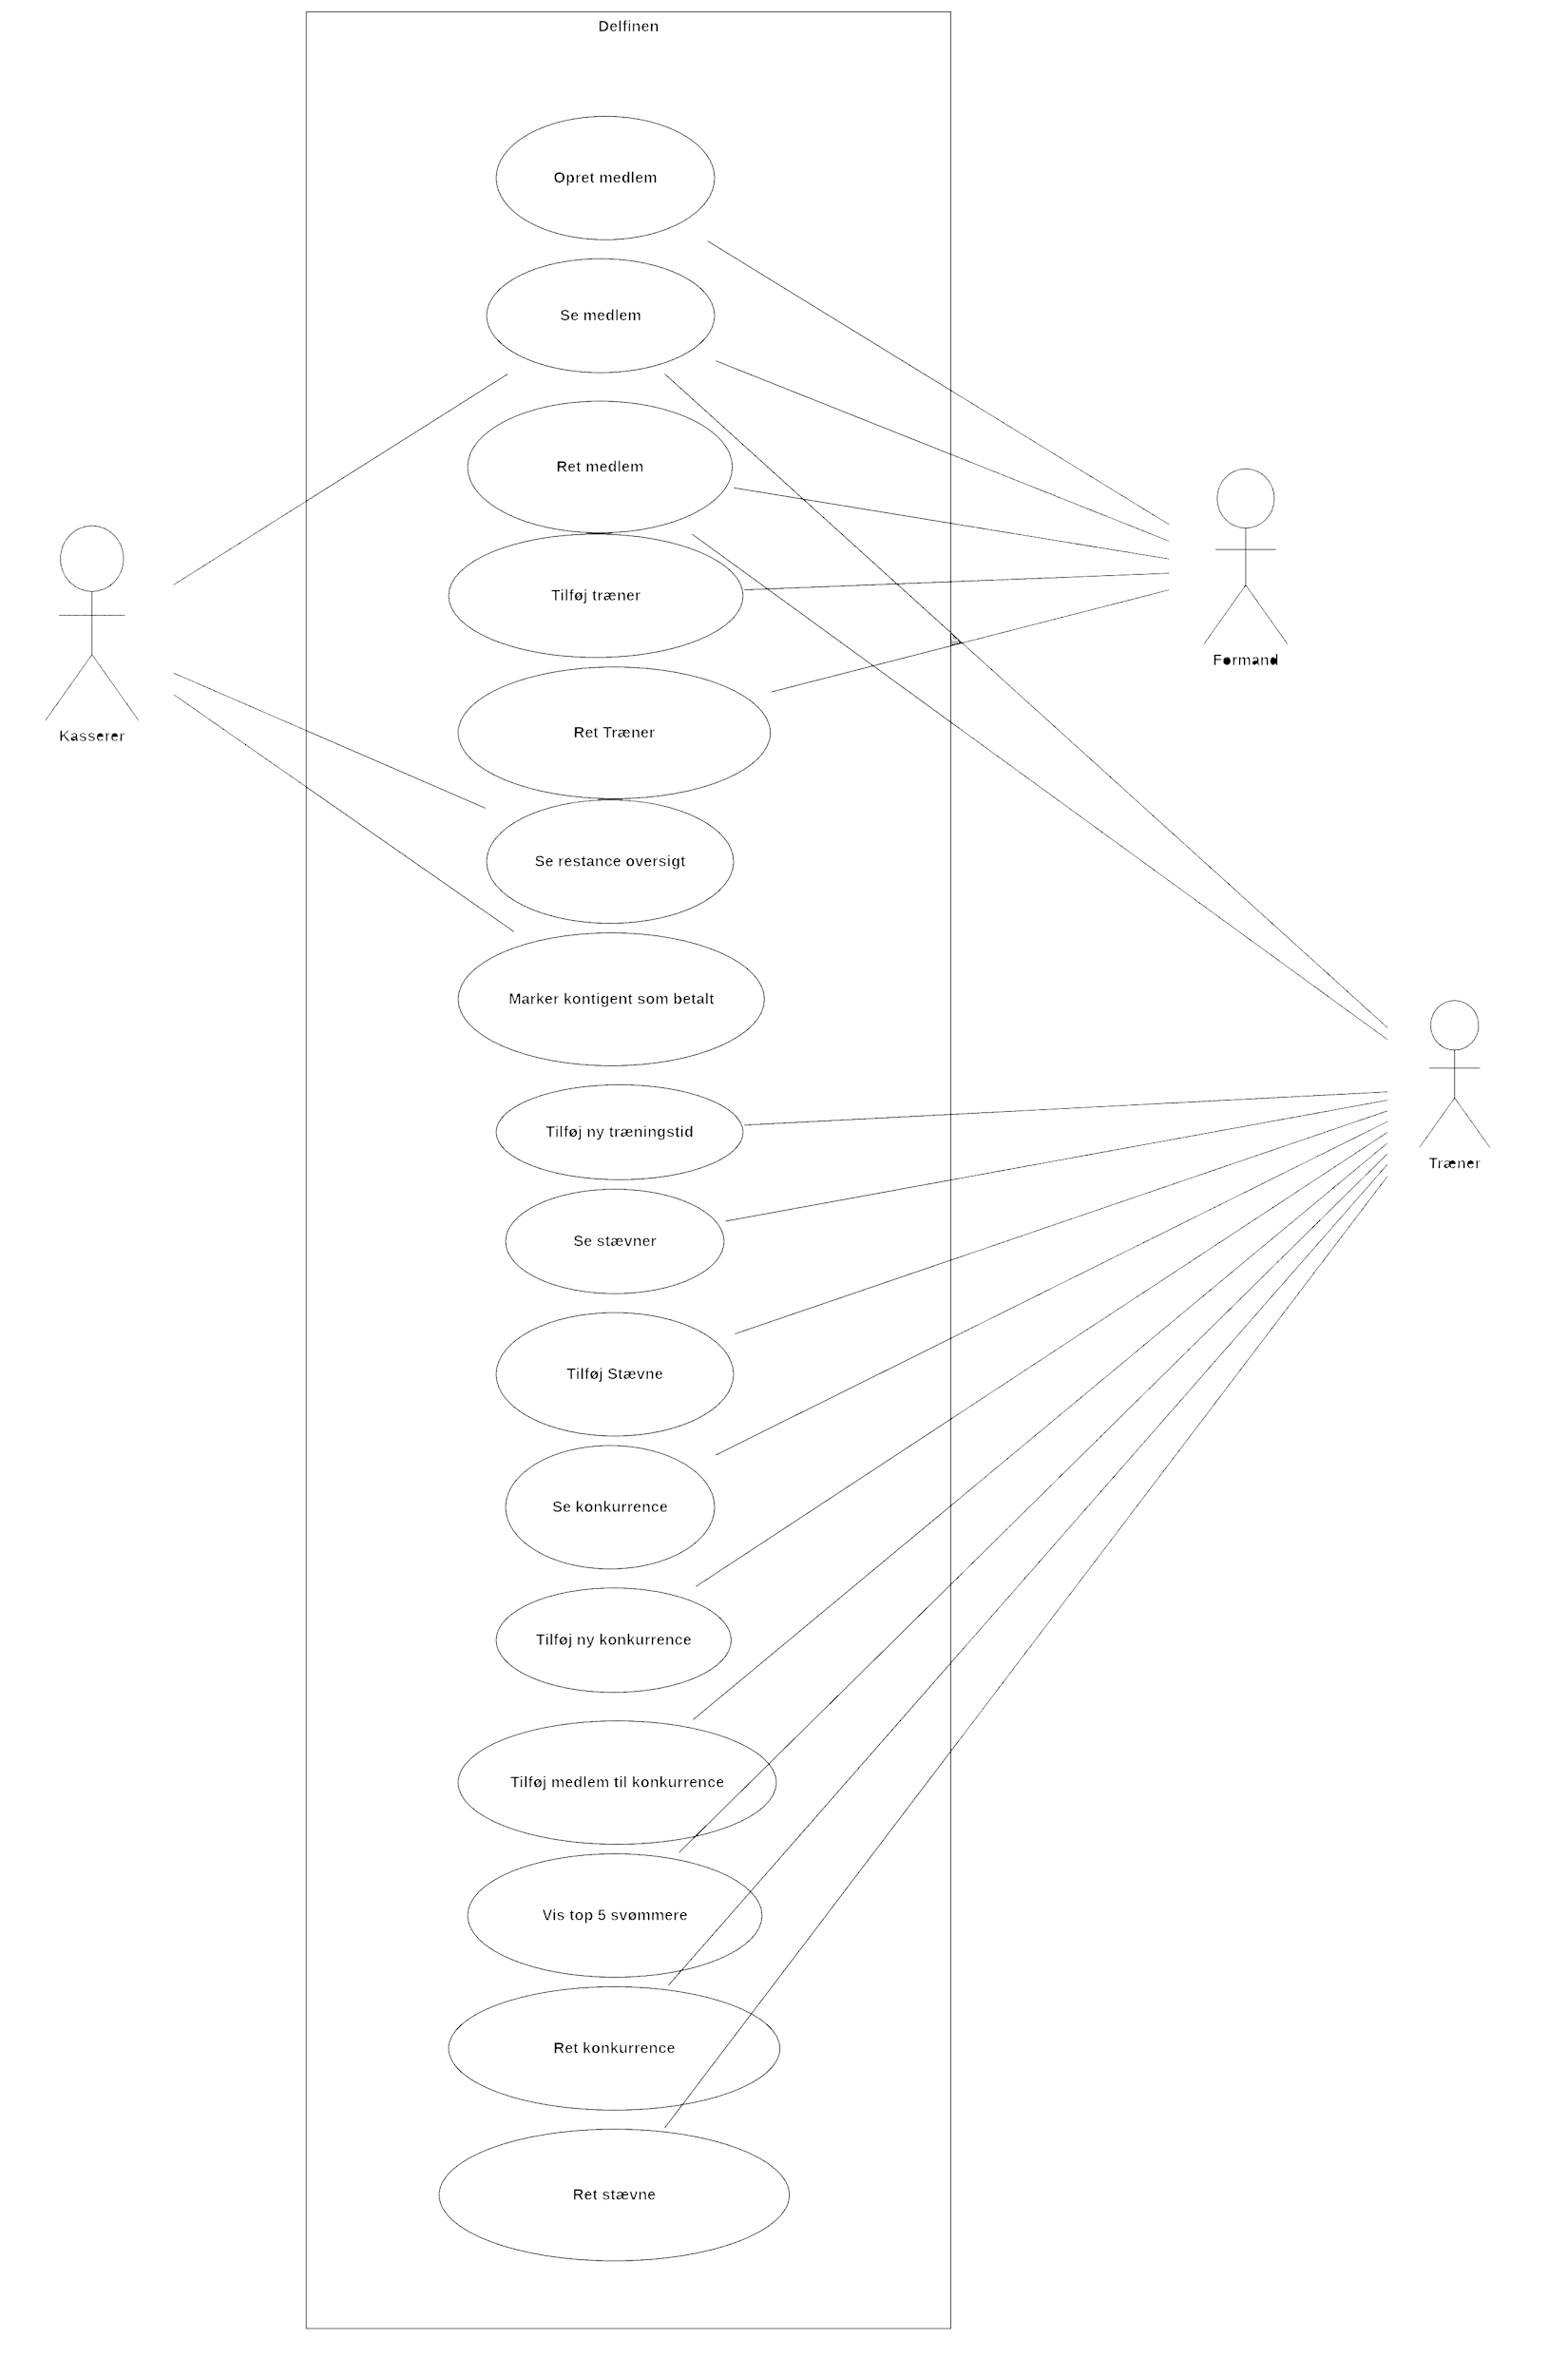 Delfinen
Opret medlem
Se medlem
Ret medlem
Tilføj træner
Formand
Ret Træner
Kasserer
Se restance oversigt
Marker kontigent som betalt
Tilføj ny træningstid
Træner
Se stævner
Tilføj Stævne
Se konkurrence
Tilføj ny konkurrence
Tilføj medlem til konkurrence
Vis top 5 svømmere
Ret konkurrence
Ret stævne